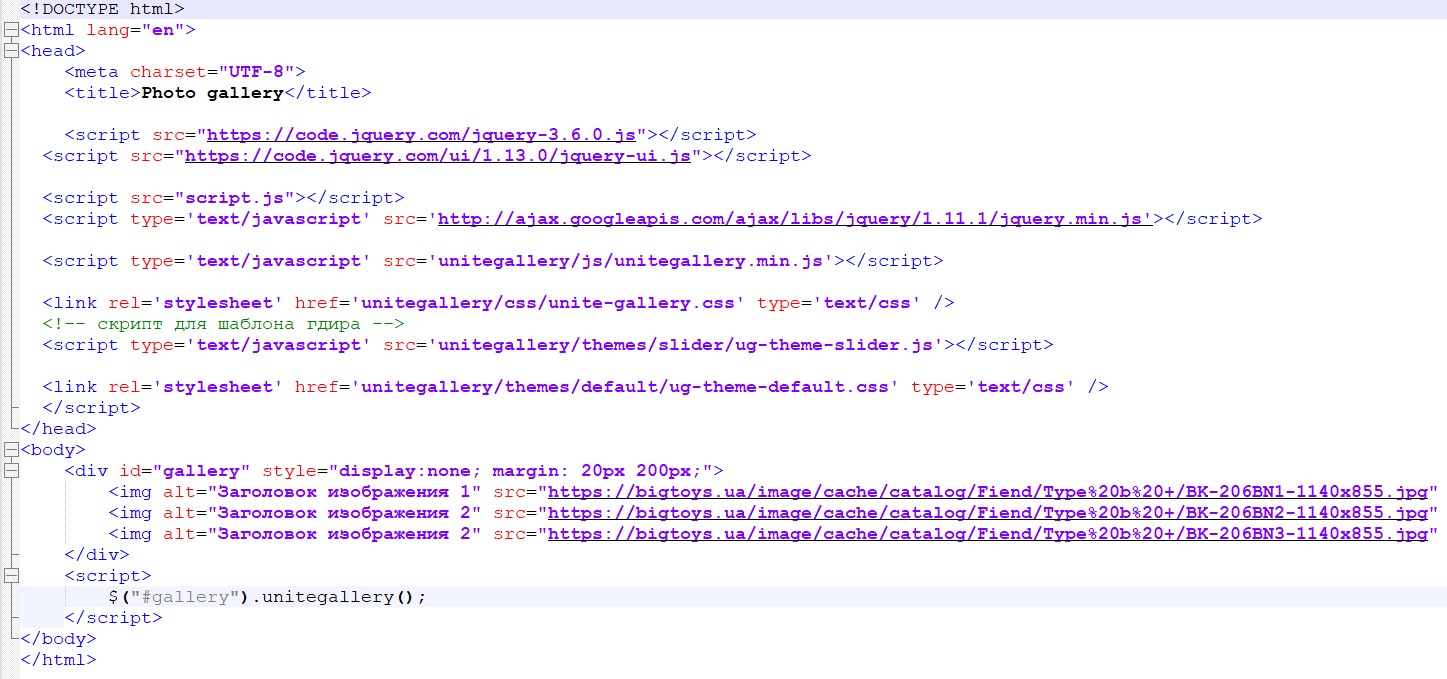 <!DOCTYPE html>
<html lang="en">
<head>
    <meta charset="UTF-8">
    <title>Photo gallery</title>

    <script src="https://code.jquery.com/jquery-3.6.0.js"></script>
  <script src="https://code.jquery.com/ui/1.13.0/jquery-ui.js"></script>

  <script src="script.js"></script>
  <script type='text/javascript' src='http://ajax.googleapis.com/ajax/libs/jquery/1.11.1/jquery.min.js'></script>

  <script type='text/javascript' src='unitegallery/js/unitegallery.min.js'></script>

  <link rel='stylesheet' href='unitegallery/css/unite-gallery.css' type='text/css' />
  <!-- скрипт для шаблона гдира -->
  <script type='text/javascript' src='unitegallery/themes/slider/ug-theme-slider.js'></script>

  <link rel='stylesheet' href='unitegallery/themes/default/ug-theme-default.css' type='text/css' />
  </script>
</head>
<body>
    <div id="gallery" style="display:none; margin: 20px 200px;">
        <img alt="Заголовок изображения 1" src="https://bigtoys.ua/image/cache/catalog/Fiend/Type%20b%20+/BK-206BN1-1140x855.jpg"
        <img alt="Заголовок изображения 2" src="https://bigtoys.ua/image/cache/catalog/Fiend/Type%20b%20+/BK-206BN2-1140x855.jpg"
        <img alt="Заголовок изображения 2" src="https://bigtoys.ua/image/cache/catalog/Fiend/Type%20b%20+/BK-206BN3-1140x855.jpg"
    </div>
    <script>
        $("#gallery").unitegallery();
    </script>
</body>
</html>